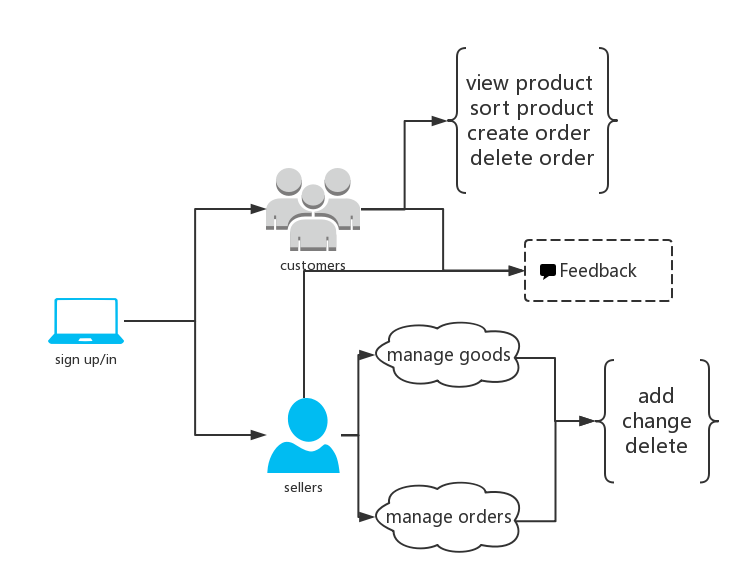 view product
sort product
create order
delete order
customers
Feedback
sign up/in
manage goods
add
change
delete
sellers
manage orders